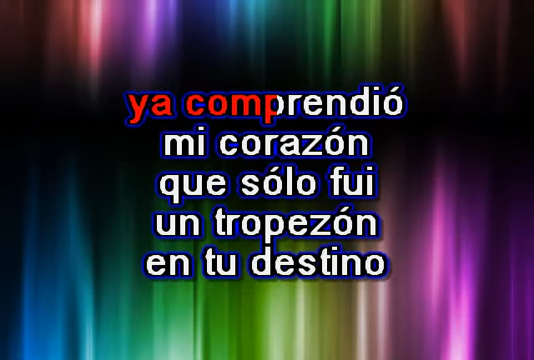 ya comprendió
mi corazón
que sólo fui
un tropezón
en tu destino